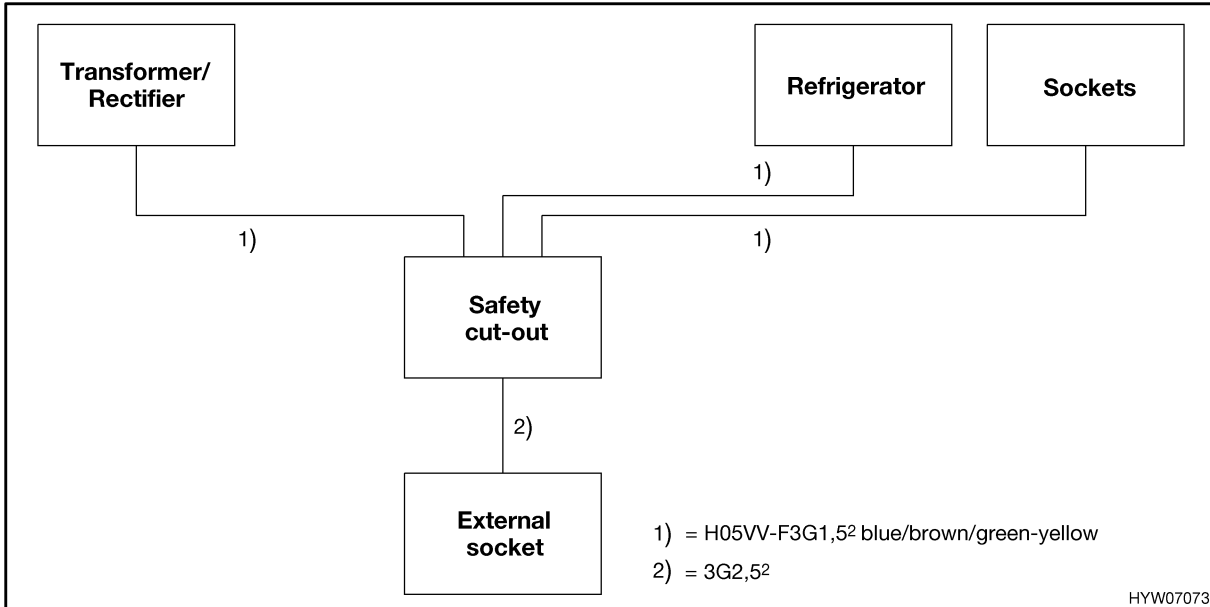 Transformer/
Rectifier
Refrigerator
Sockets
1)
1)
1)
Safety
cut-out
2)
External
socket
1) = H05VV-F3G1,5² blue/brown/green-yellow
2) = 3G2,5²
HYW07073